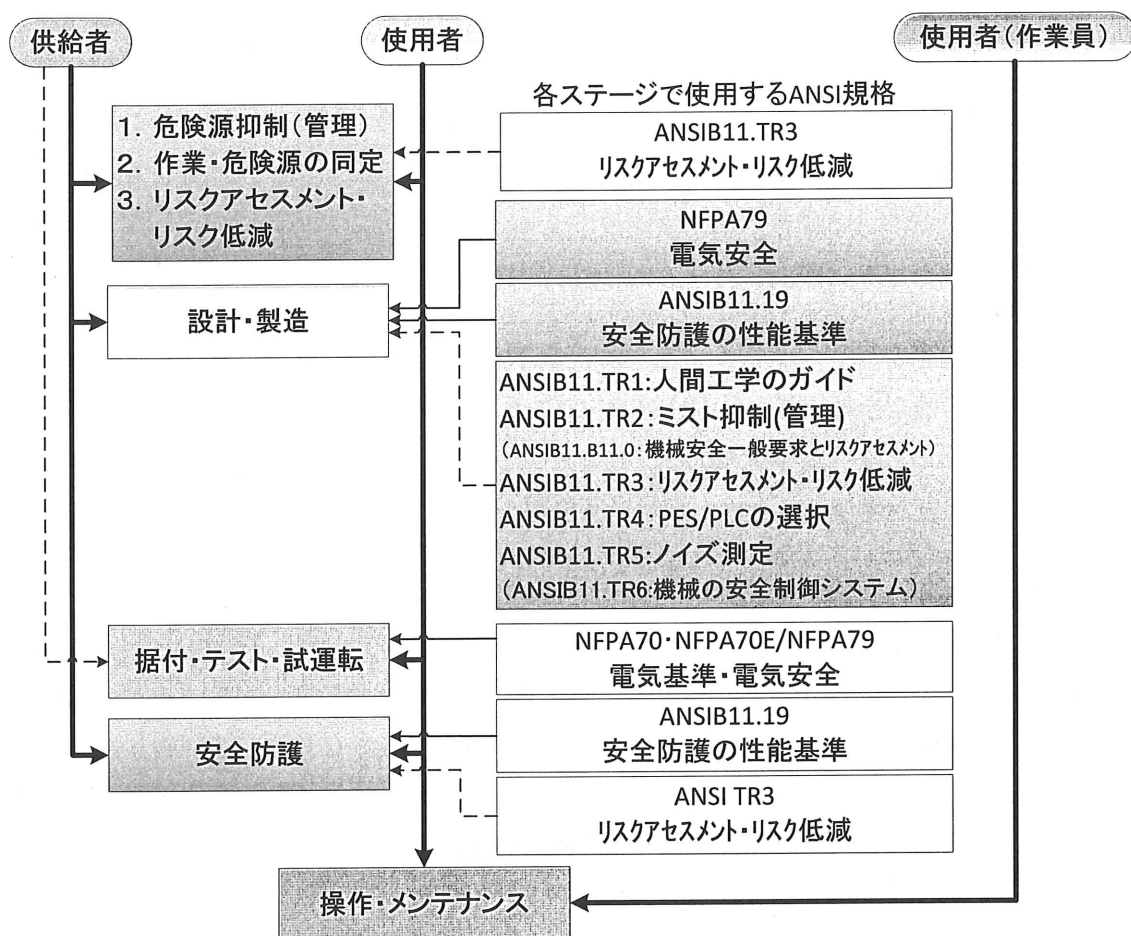 供給者
使用者
使用者(作業員)
各ステージで使用するANSI規格
1. 危険源抑制(管理)
2. 作業・危険源の同定
3. リスクアセスメント・
リスク低減
ANSIB11.TR3
リスクアセスメント・リスク低減
NFPA79
電気安全
設計・製造
ANSIB11.19
安全防護の性能基準
ANSIB11.TR1:人間工学のガイド
ANSIB11.TR2:ミスト抑制(管理)
(ANSIB11.B11.0:機械安全一般要求とリスクアセスメント)
ANSIB11.TR3:リスクアセスメント・リスク低減
ANSIB11.TR4:PES/PLCの選択
ANSIB11.TR5:ノイズ測定
(ANSIB11.TR6:機械の安全制御システム)
据付・テスト・試運転
NFPA70・NFPA70E/NFPA79
電気基準・電気安全
安全防護
ANSIB11.19
安全防護の性能基準
ANSI TR3
リスクアセスメント・リスク低減
操作・メンテナンス